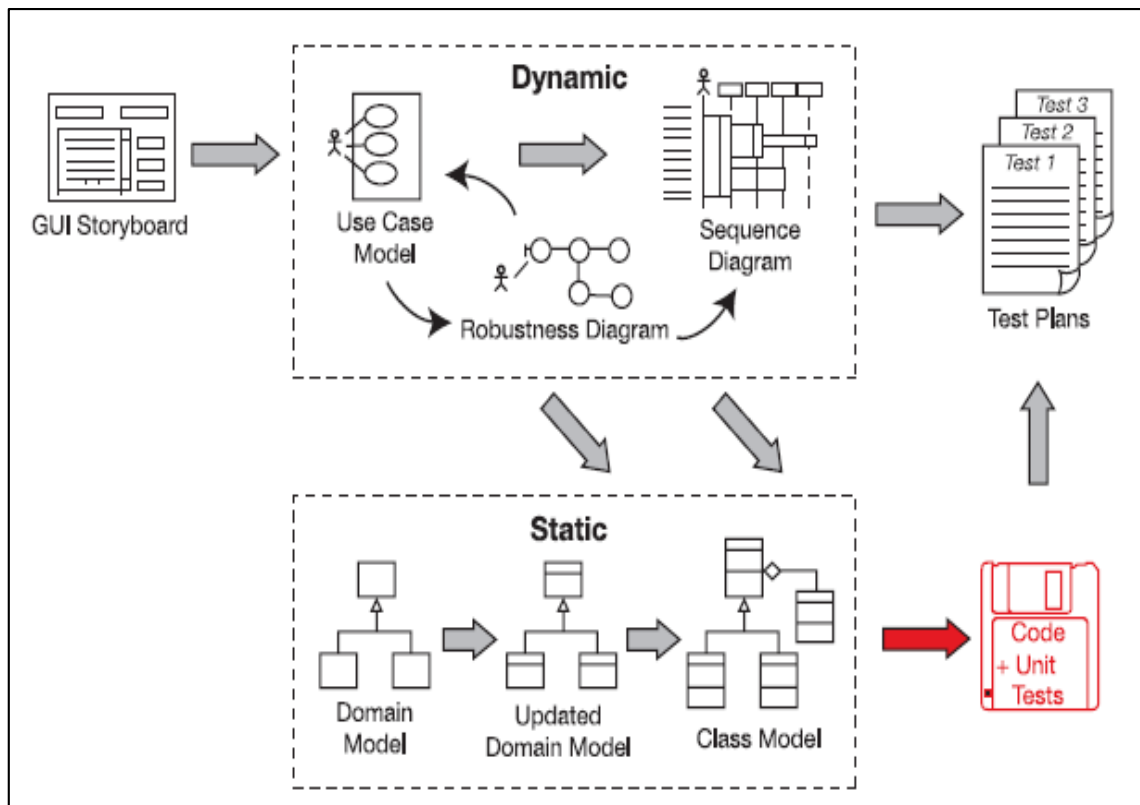 Dynamic
GUI Storyboard
Use Case
Model
Robustness Diagram
Sequence
Diagram
Test 3
Test 2
Test 1
Test Plans
Static
Domain
Model
Updated
Domain Model
Class Model
Code
+ Unit
Tests